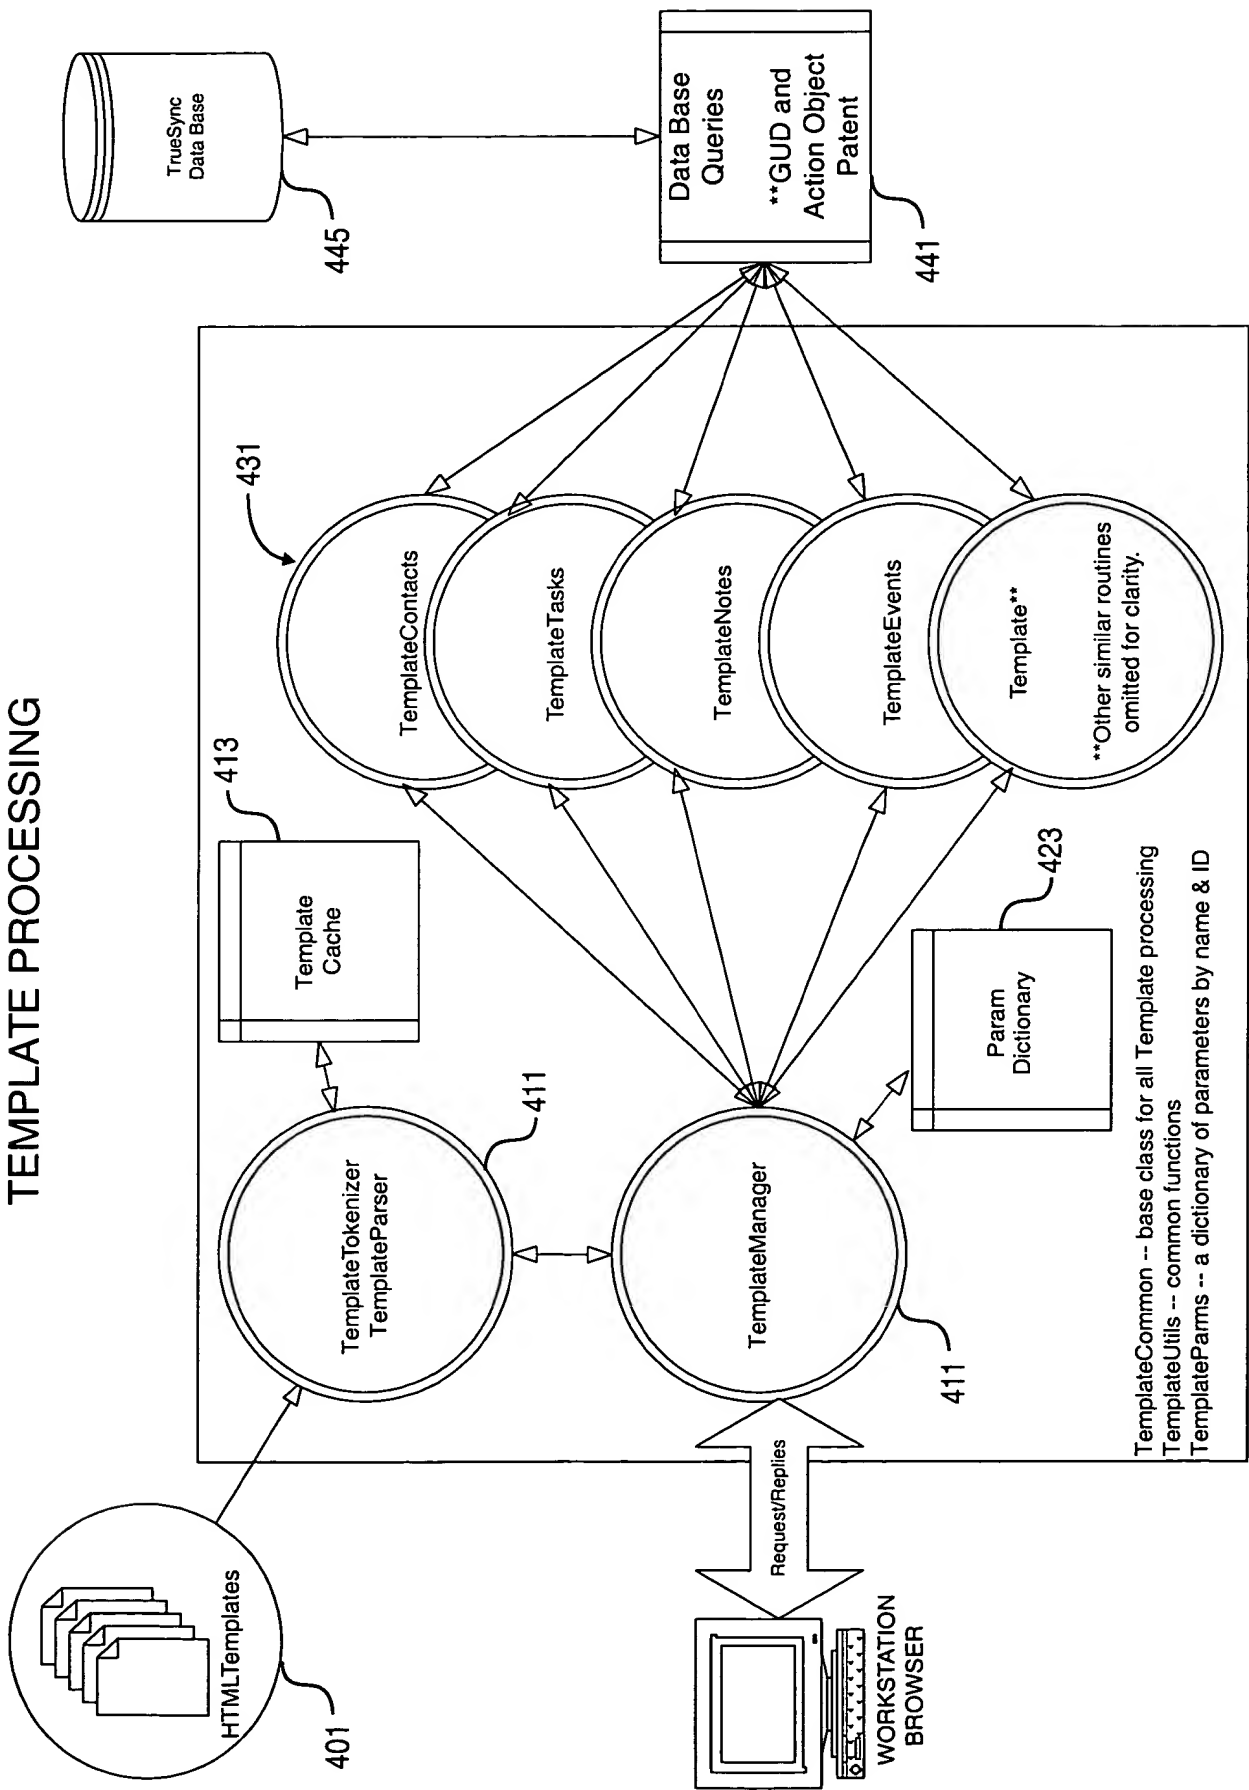 TEMPLATE PROCESSING
HTMLTemplates
401
TemplateTokenizer
TemplateParser
411
Template
Cache
413
431
TrueSync
Data Base
445
TemplateContacts
TemplateTasks
TemplateNotes
TemplateEvents
Template**
**Other similar routines
omitted for clarity.
Data Base
Queries
**GUD and
Action Object
Patent
441
WORKSTATION
BROWSER
Request/Replies
TemplateManager
411
Param
Dictionary
423
TemplateCommon -- base class for all Template processing
TemplateUtils -- common functions
TemplateParms -- a dictionary of parameters by name & ID